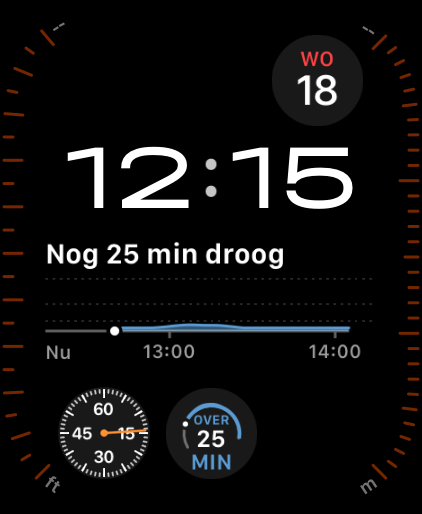 -- --
WO
18
12:15
Nog 25 min droog
Nu 13:00 14:00
60
45 15
30
OVER
25
MIN
ft m